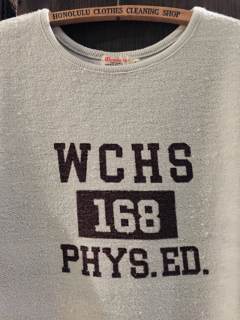 HONOLULU CLOTHES CLEANING SHOP
WCHS
168
PHYS.ED.